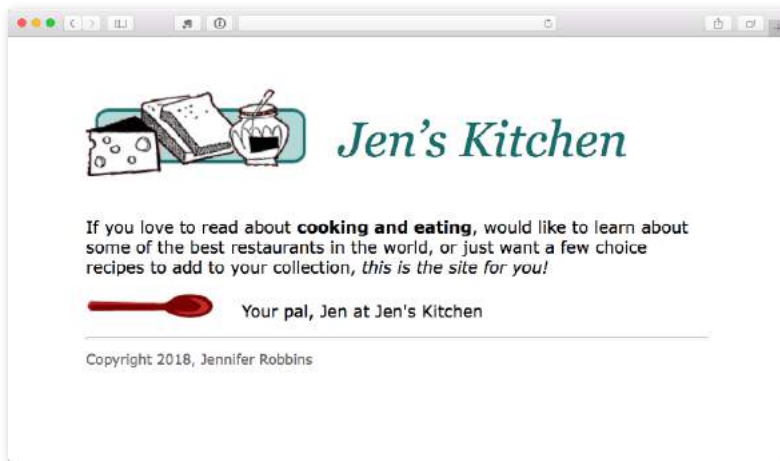 Jen’s Kitchen
If you love to read about cooking and eating, would like to learn about
some of the best restaurants in the world, or just want a few choice
recipes to add to your collection, this is the site for you!
Your pal, Jen at Jen's Kitchen
Copyright 2018, Jennifer Robbins